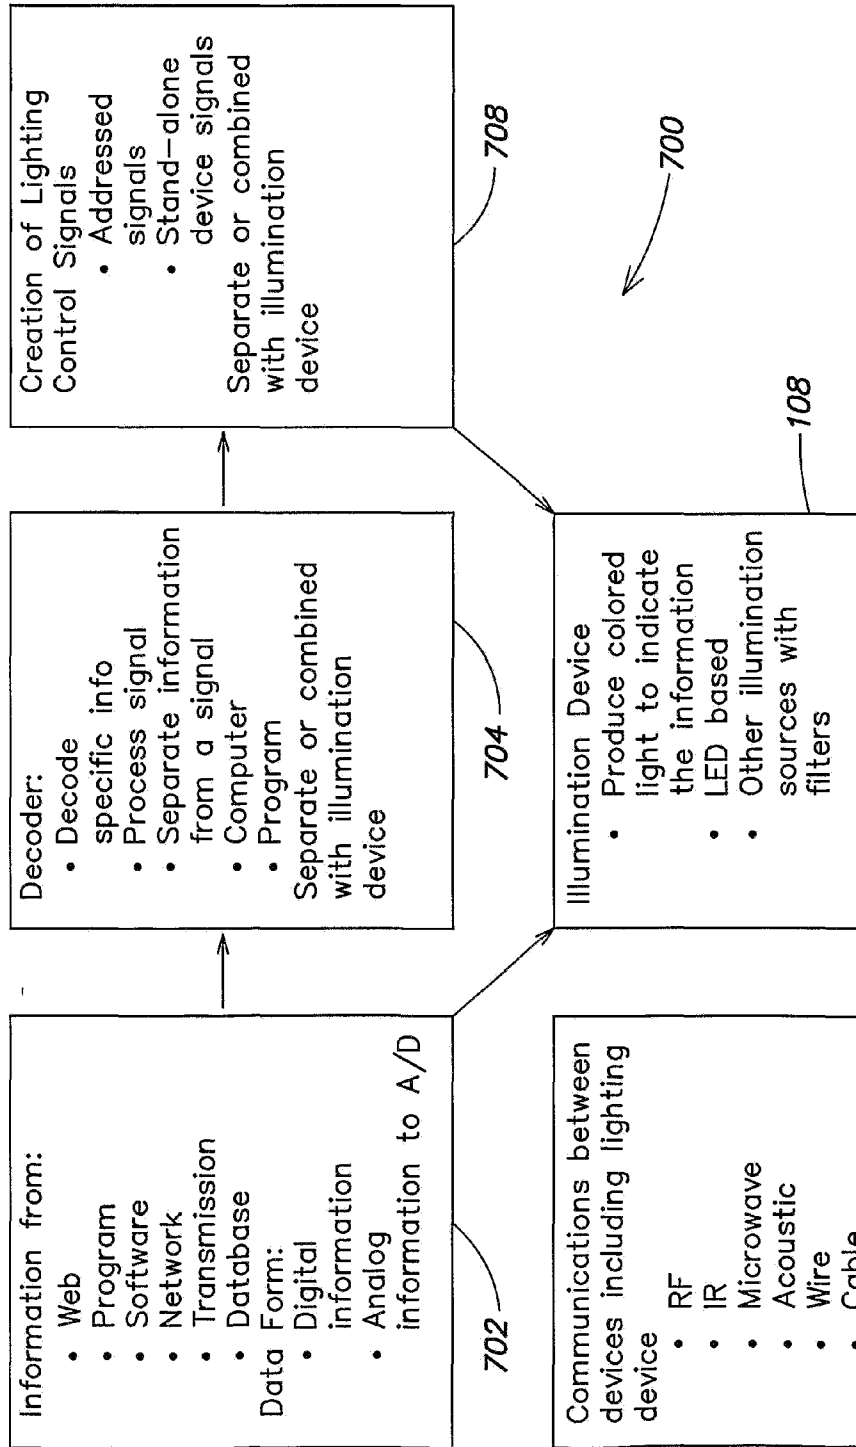 Information from:
• Web
• Program
• Software
• Network
• Transmission
• Database
Data Form:
• Digital
information
• Analog
information to A/D
702
Decoder:
• Decode
specific info
• Process signal
• Separate information
from a signal
• Computer
• Program
Separate or combined
with illumination
device
704
Creation of Lighting
Control Signals
• Addressed
signals
• Stand-alone
device signals
Separate or combined
with illumination
device
708
700
Communications between
devices including lighting
device
• RF
• IR
• Microwave
• Acoustic
• Wire
• Cable
Illumination Device
• Produce colored
light to indicate
the information
• LED based
• Other illumination
sources with
filters
108